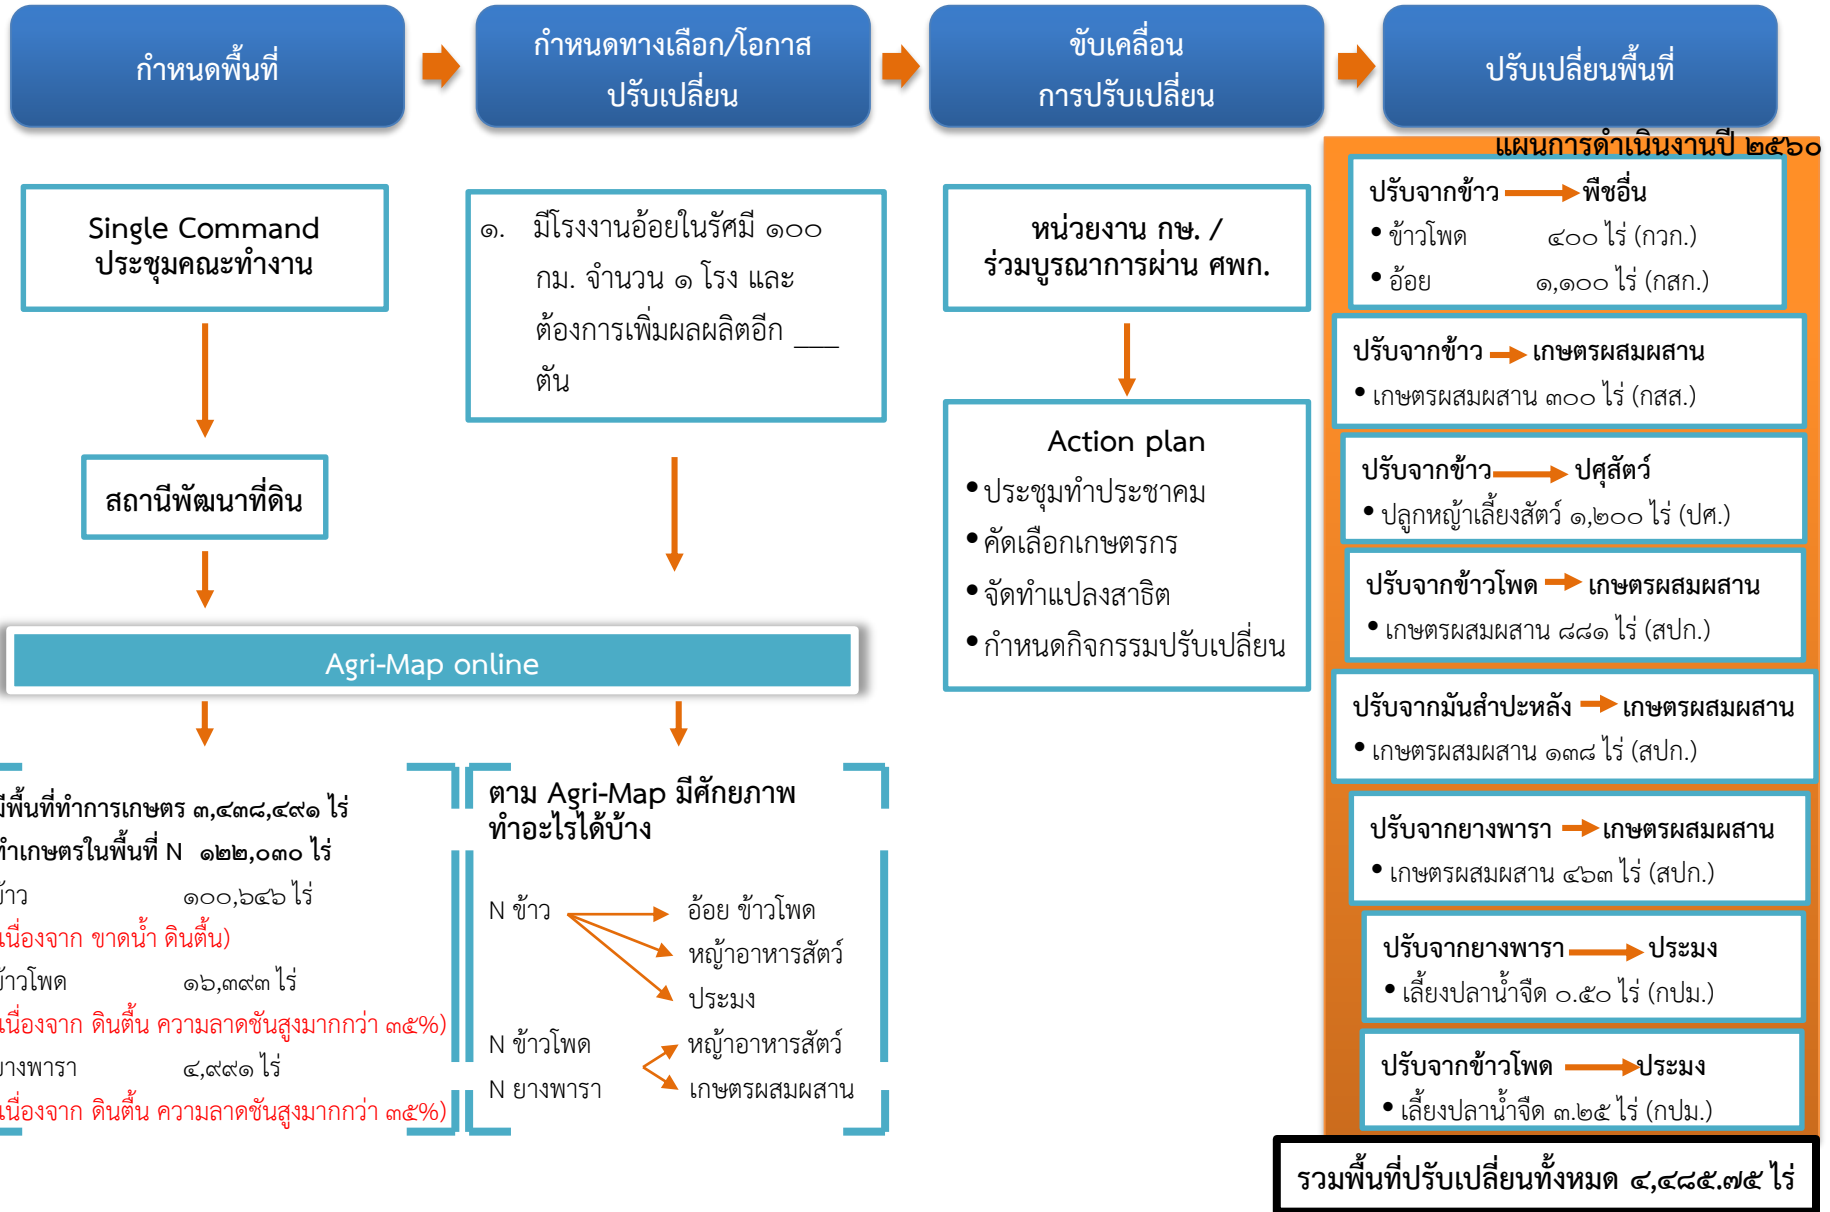 กำหนดพื้นที่
กำหนดทางเลือก/โอกาส
ปรับเปลี่ยน
ขับเคลื่อน
การปรับเปลี่ยน
ปรับเปลี่ยนพื้นที่
Single Command
ประชุมคณะทำงาน
สถานีพัฒนาที่ดิน
๑. มีโรงงานอ้อยในรัศมี ๑๐๐
กม. จำนวน ๑ โรง และ
ต้องการเพิ่มผลผลิตอีก ___
ตัน
Agri-Map online
มีพื้นที่ทำการเกษตร ๓,๔๓๘,๔๙๑ ไร่
ทำเกษตรในพื้นที่ N ๑๒๒,๐๓๐ ไร่
ข้าว ๑๐๐,๖๔๖ ไร่
เนื่องจาก ขาดน้ำ ดินตื้น)
ข้าวโพด ๑๖,๓๙๓ ไร่
เนื่องจาก ดินตื้น ความลาดชันสูงมากกว่า ๓๕%)
ยางพารา ๔,๙๙๑ ไร่
เนื่องจาก ดินตื้น ความลาดชันสูงมากกว่า ๓๕%)
ตาม Agri-Map มีศักยภาพ
ทำอะไรได้บ้าง
N ข้าว
อ้อย ข้าวโพด
หญ้าอาหารสัตว์
ประมง
N ข้าวโพด
หญ้าอาหารสัตว์
N ยางพารา
เกษตรผสมผสาน
หน่วยงาน กษ. /
ร่วมบูรณาการผ่าน ศพก.
Action plan
•ประชุมทำประชาคม
•คัดเลือกเกษตรกร
•จัดทำแปลงสาธิต
•กำหนดกิจกรรมปรับเปลี่ยน
แผนการดำเนินงานปี ๒๕๖๐
ปรับจากข้าว พืชอื่น
• ข้าวโพด ๔๐๐ ไร่ (กวก.)
• อ้อย ๑,๑๐๐ ไร่ (กสก.)
ปรับจากข้าว เกษตรผสมผสาน
• เกษตรผสมผสาน ๓๐๐ ไร่ (กสส.)
ปรับจากข้าว ปศุสัตว์
• ปลูกหญ้าเลี้ยงสัตว์ ๑,๒๐๐ ไร่ (ปศ.)
ปรับจากข้าวโพด เกษตรผสมผสาน
• เกษตรผสมผสาน ๘๘๑ ไร่ (สปก.)
ปรับจากมันสำปะหลัง เกษตรผสมผสาน
• เกษตรผสมผสาน ๑๓๘ ไร่ (สปก.)
ปรับจากยางพารา เกษตรผสมผสาน
• เกษตรผสมผสาน ๔๖๓ ไร่ (สปก.)
ปรับจากยางพารา ประมง
• เลี้ยงปลาน้ำจืด ๐.๕๐ ไร่ (กปม.)
ปรับจากข้าวโพด ประมง
• เลี้ยงปลาน้ำจืด ๓.๒๕ ไร่ (กปม.)
รวมพื้นที่ปรับเปลี่ยนทั้งหมด ๔,๔๘๕.๗๕ ไร่